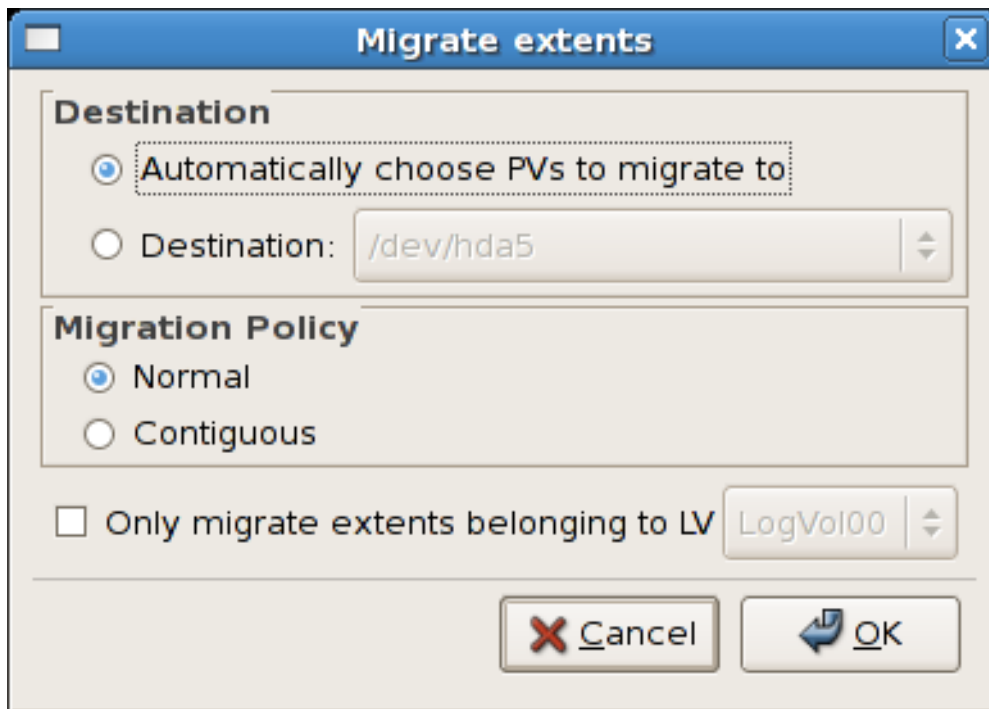 Migrate extents
Destination
Automatically choose PVs to migrate to
Destination: /dev/hda5
Migration Policy
Normal
Contiguous
Only migrate extents belonging to LV LogVol00
Cancel OK